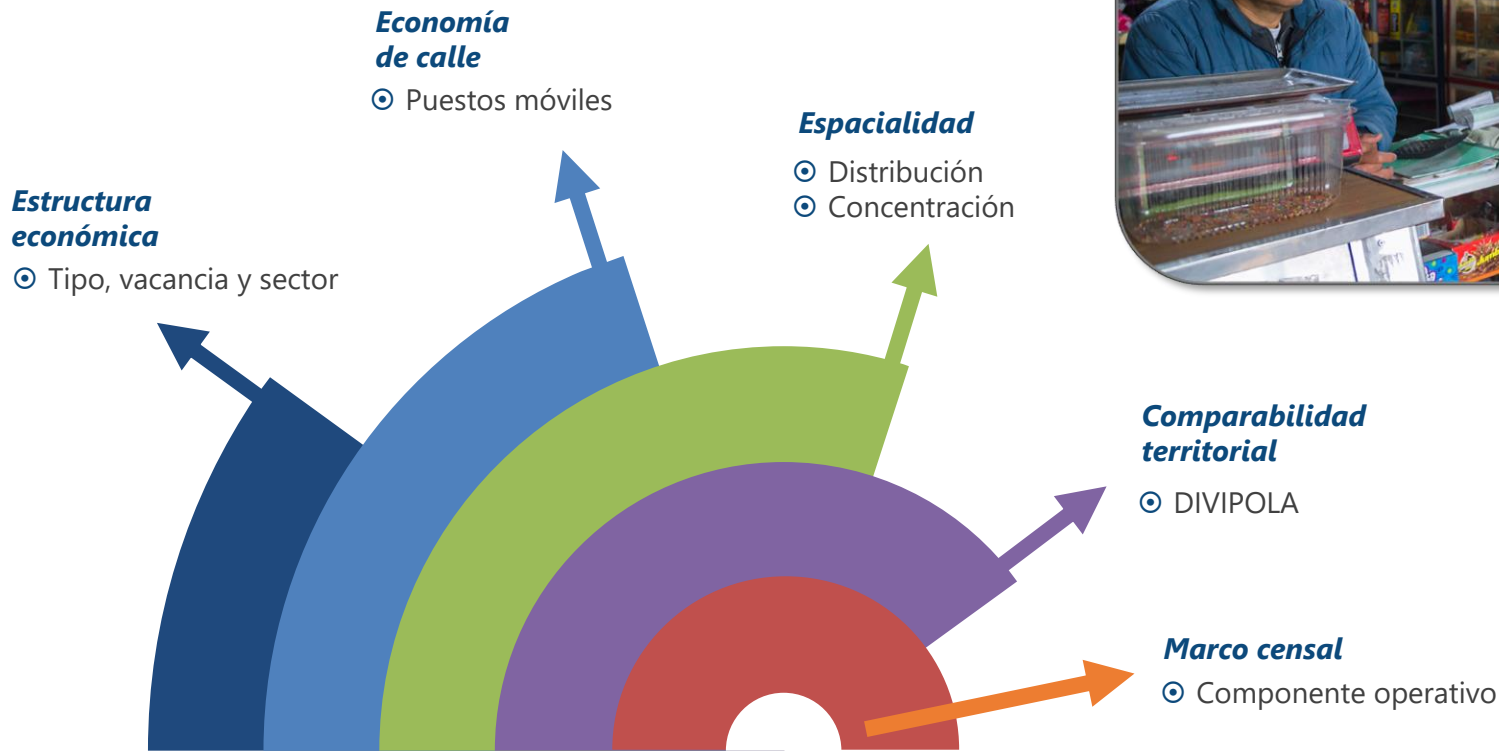 Economía
de calle
Puestos móviles
Espacialidad
Distribución
Concentración
Estructura
económica
Tipo, vacancia y sector
Comparabilidad
territorial
DIVIPOLA
Marco censal
Componente operativo